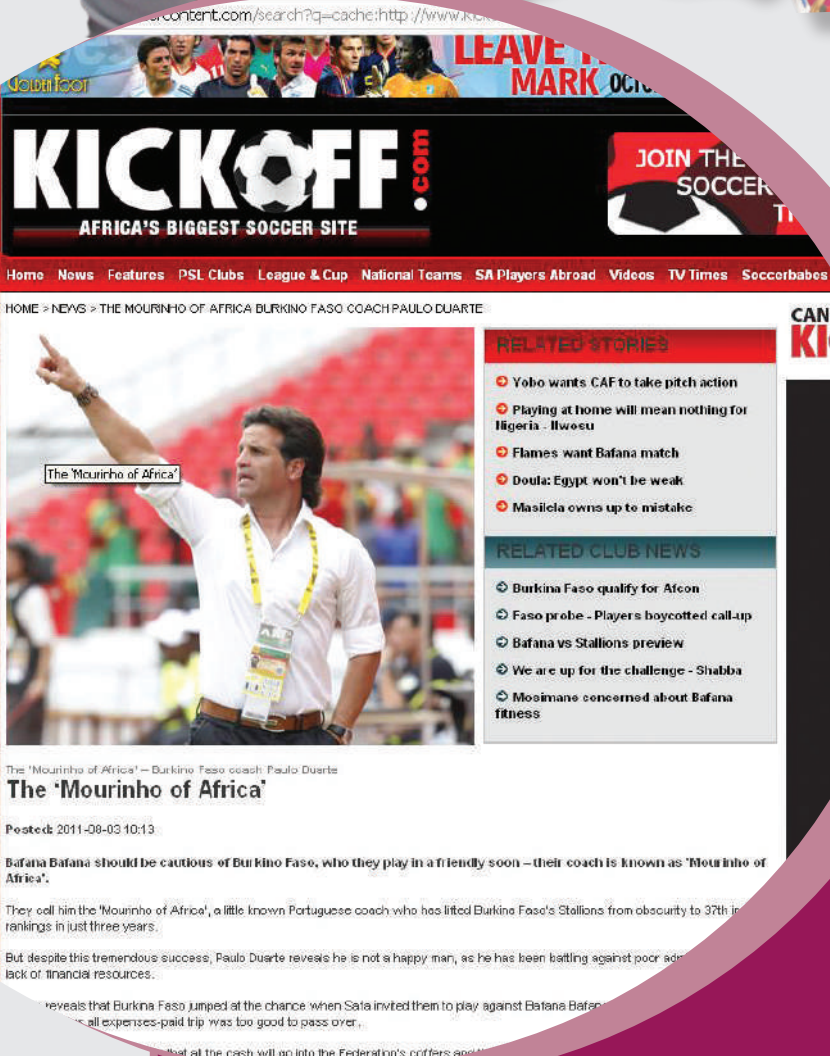 content.com/search?q=cache:http://www.kick
GOLDEN FOOT
LEAVE
MARK
KICKOFF.com
AFRICA'S BIGGEST SOCCER SITE
JOIN THE
SOCCER
Home News Features PSL Clubs League & Cup National Teams SA Players Abroad Videos TV Times Soccerbabes
HOME > NEWS > THE MOURINHO OF AFRICA BURKINO FASO COACH PAULO DUARTE
CAN
The 'Mourinho of Africa'
RELATED STORIES
Yobo wants CAF to take pitch action
Playing at home will mean nothing for
Nigeria - Ilwosu
Flames want Bafana match
Doula: Egypt won't be weak
Masilela owns up to mistake
RELATED CLUB NEWS
Burkina Faso qualify for Afcon
Faso probe - Players boycotted call-up
Bafana vs Stallions preview
We are up for the challenge - Shabba
Mosimane concerned about Bafana
fitness
The 'Mourinho of Africa' – Burkino Faso coach Paulo Duarte
The 'Mourinho of Africa'
Posted: 2011-08-03 10:13
Bafana Bafana should be cautious of Burkino Faso, who they play in a friendly soon – their coach is known as 'Mourinho of
Africa'.
They call him the 'Mourinho of Africa', a little known Portuguese coach who has lifted Burkina Faso's Stallions from obscurity to 37th in
rankings in just three years.
But despite this tremendous success, Paulo Duarte reveals he is not a happy man, as he has been battling against poor
lack of financial resources.
reveals that Burkina Faso jumped at the chance when Safa invited them to play against Bafana
all expenses-paid trip was too good to pass over.
that all the cash will go into the Federation's coffers and